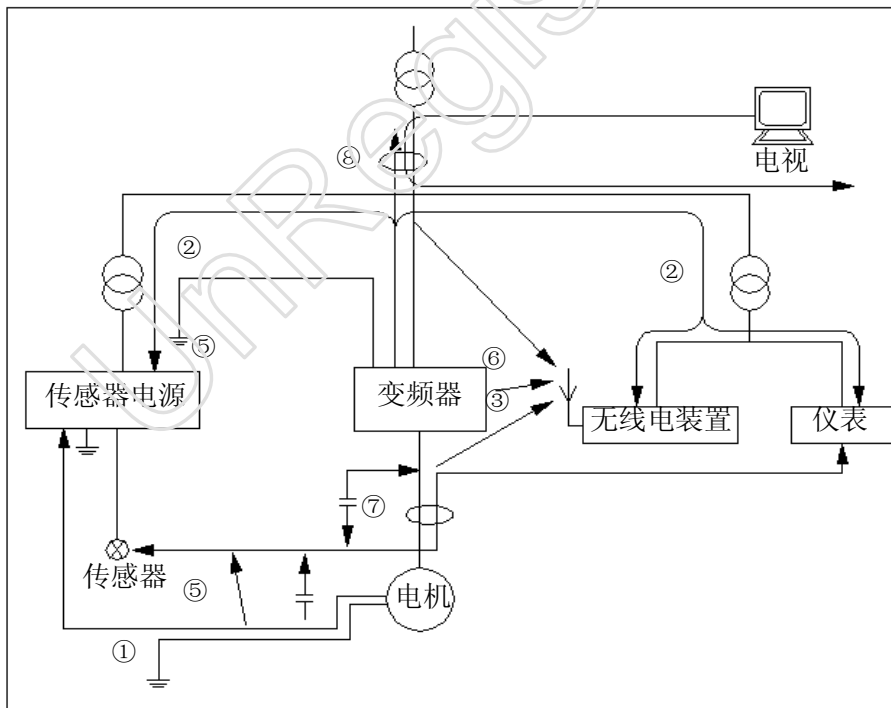 UnRegis
电视
⑧
② ②
⑤ ⑥
传感器电源 变频器 ③ 无线电装置 仪表
⑦
传感器 ⑤ 电机
①